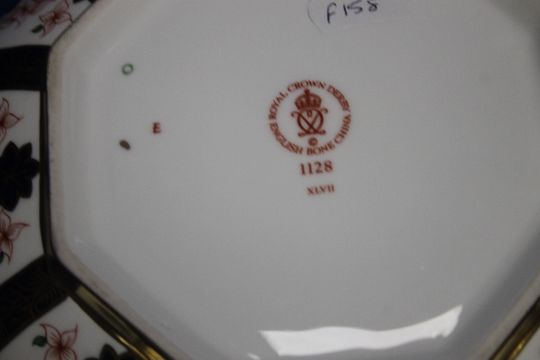 F158
ROYAL CROWN DERBY
ENGLISH BONE CHINA
©
1128
XLVII
E